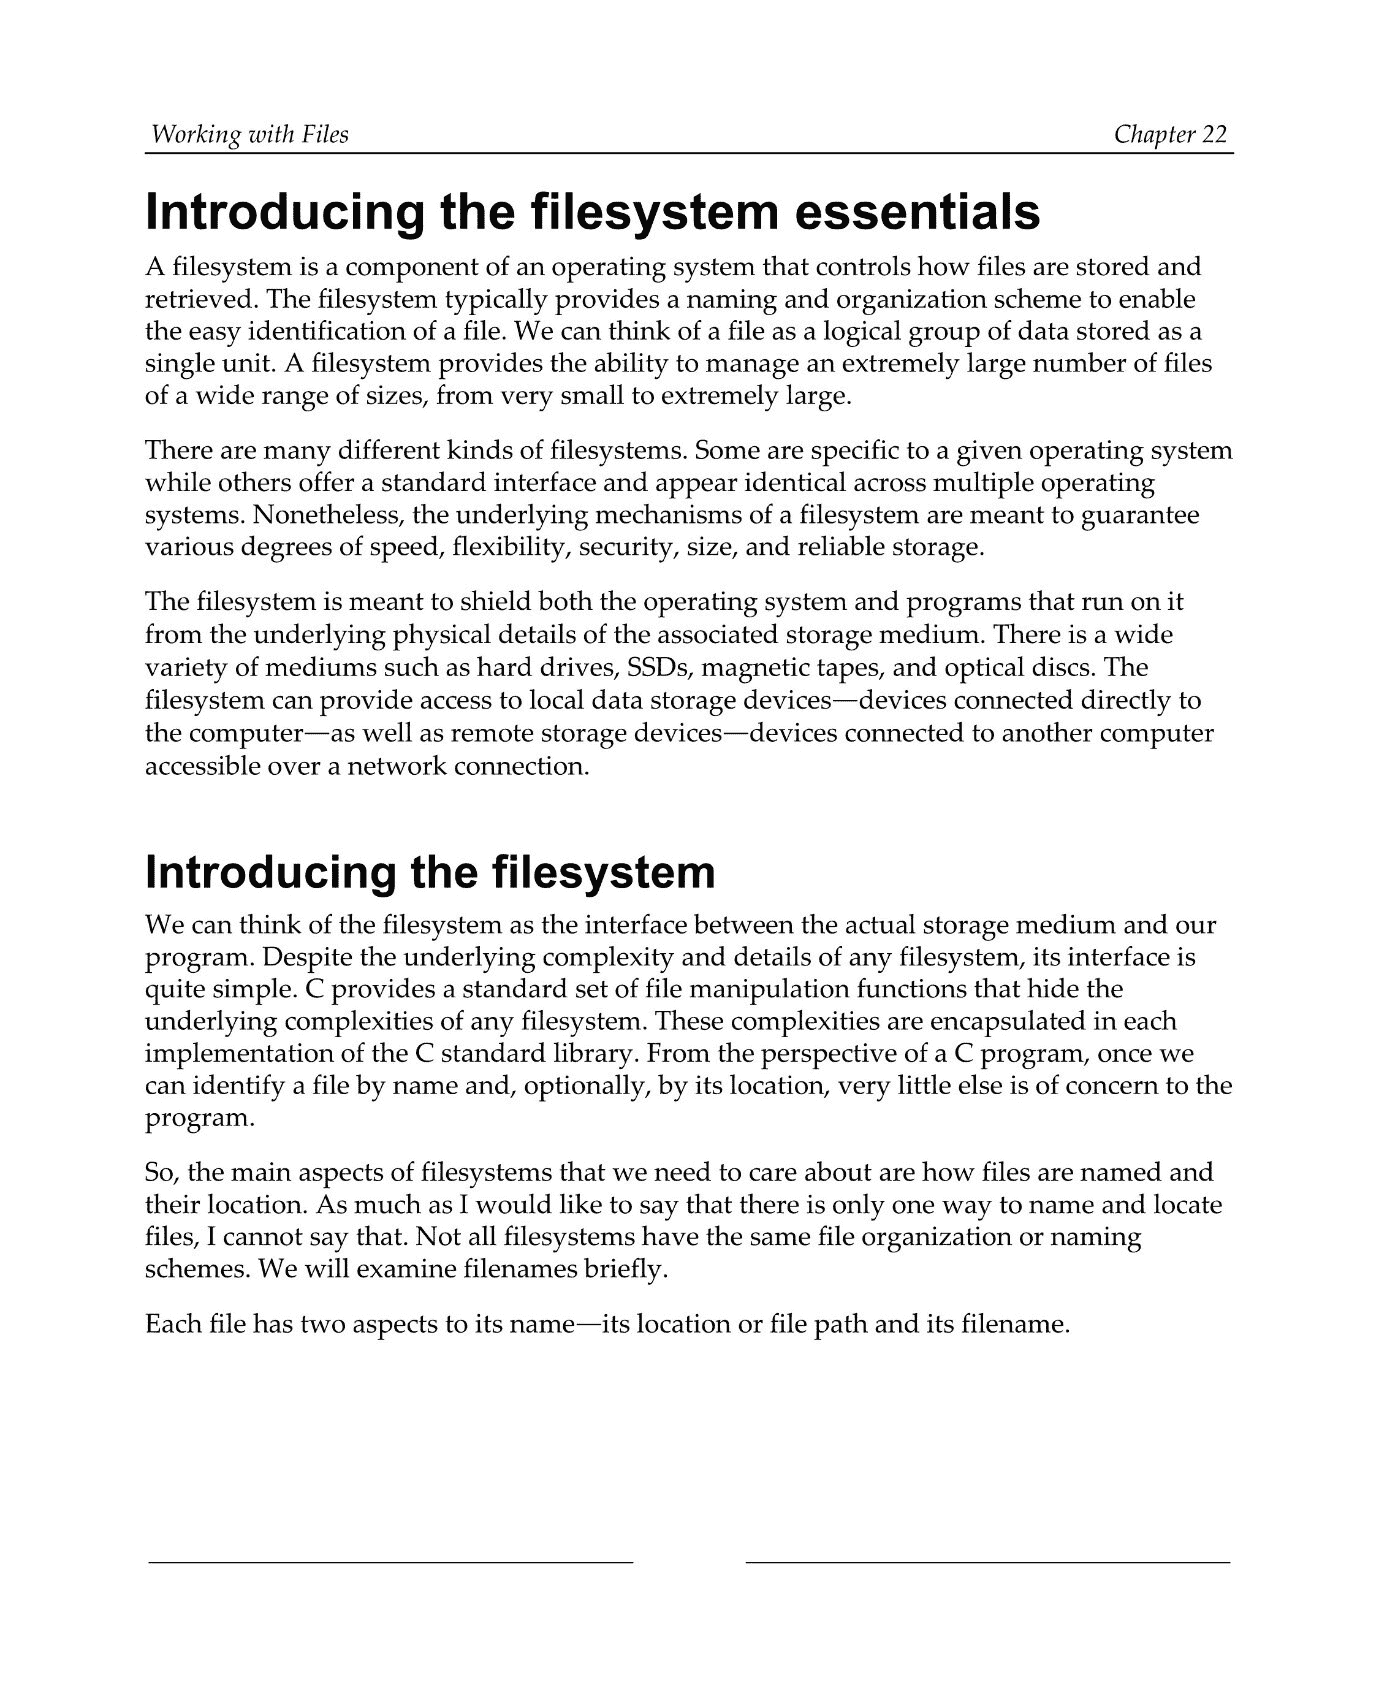 Working with Files Chapter 22
Introducing the filesystem essentials
A filesystem is a component of an operating system that controls how files are stored and
retrieved. The filesystem typically provides a naming and organization scheme to enable
the easy identification of a file. We can think of a file as a logical group of data stored as a
single unit. A filesystem provides the ability to manage an extremely large number of files
of a wide range of sizes, from very small to extremely large.
There are many different kinds of filesystems. Some are specific to a given operating system
while others offer a standard interface and appear identical across multiple operating
systems. Nonetheless, the underlying mechanisms of a filesystem are meant to guarantee
various degrees of speed, flexibility, security, size, and reliable storage.
The filesystem is meant to shield both the operating system and programs that run on it
from the underlying physical details of the associated storage medium. There is a wide
variety of mediums such as hard drives, SSDs, magnetic tapes, and optical discs. The
filesystem can provide access to local data storage devices—devices connected directly to
the computer—as well as remote storage devices—devices connected to another computer
accessible over a network connection.
Introducing the filesystem
We can think of the filesystem as the interface between the actual storage medium and our
program. Despite the underlying complexity and details of any filesystem, its interface is
quite simple. C provides a standard set of file manipulation functions that hide the
underlying complexities of any filesystem. These complexities are encapsulated in each
implementation of the C standard library. From the perspective of a C program, once we
can identify a file by name and, optionally, by its location, very little else is of concern to the
program.
So, the main aspects of filesystems that we need to care about are how files are named and
their location. As much as I would like to say that there is only one way to name and locate
files, I cannot say that. Not all filesystems have the same file organization or naming
schemes. We will examine filenames briefly.
Each file has two aspects to its name—its location or file path and its filename.